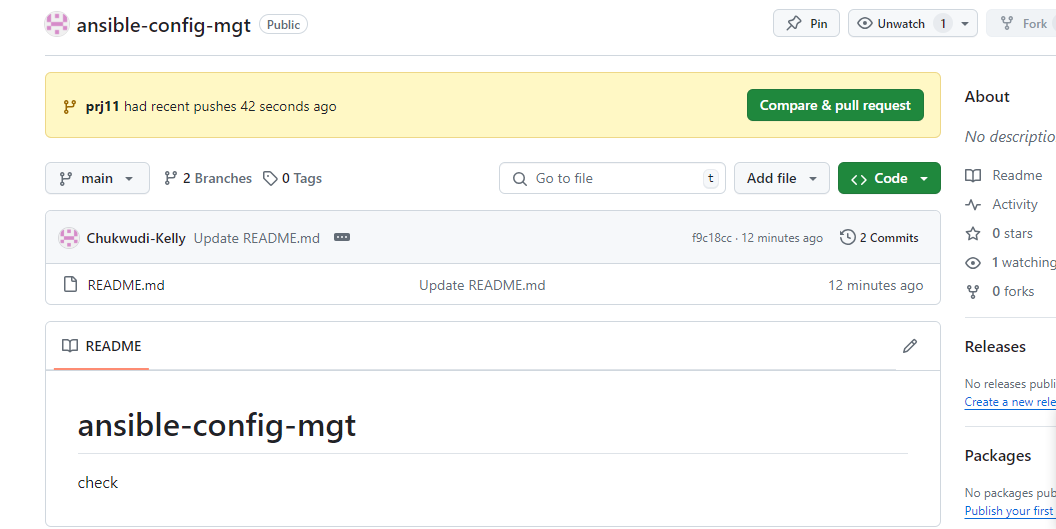 ansible-config-mgt Public Pin Unwatch 1 Fork
prj11 had recent pushes 42 seconds ago Compare & pull request
main 2 Branches 0 Tags Go to file t Add file Code
Chukwudi-Kelly Update README.md f9c18cc · 12 minutes ago 2 Commits
README.md Update README.md 12 minutes ago
README
ansible-config-mgt
check
About
No descriptio
Readme
Activity
0 stars
1 watching
0 forks
Releases
No releases publi
Create a new rele
Packages
No packages pub
Publish your first